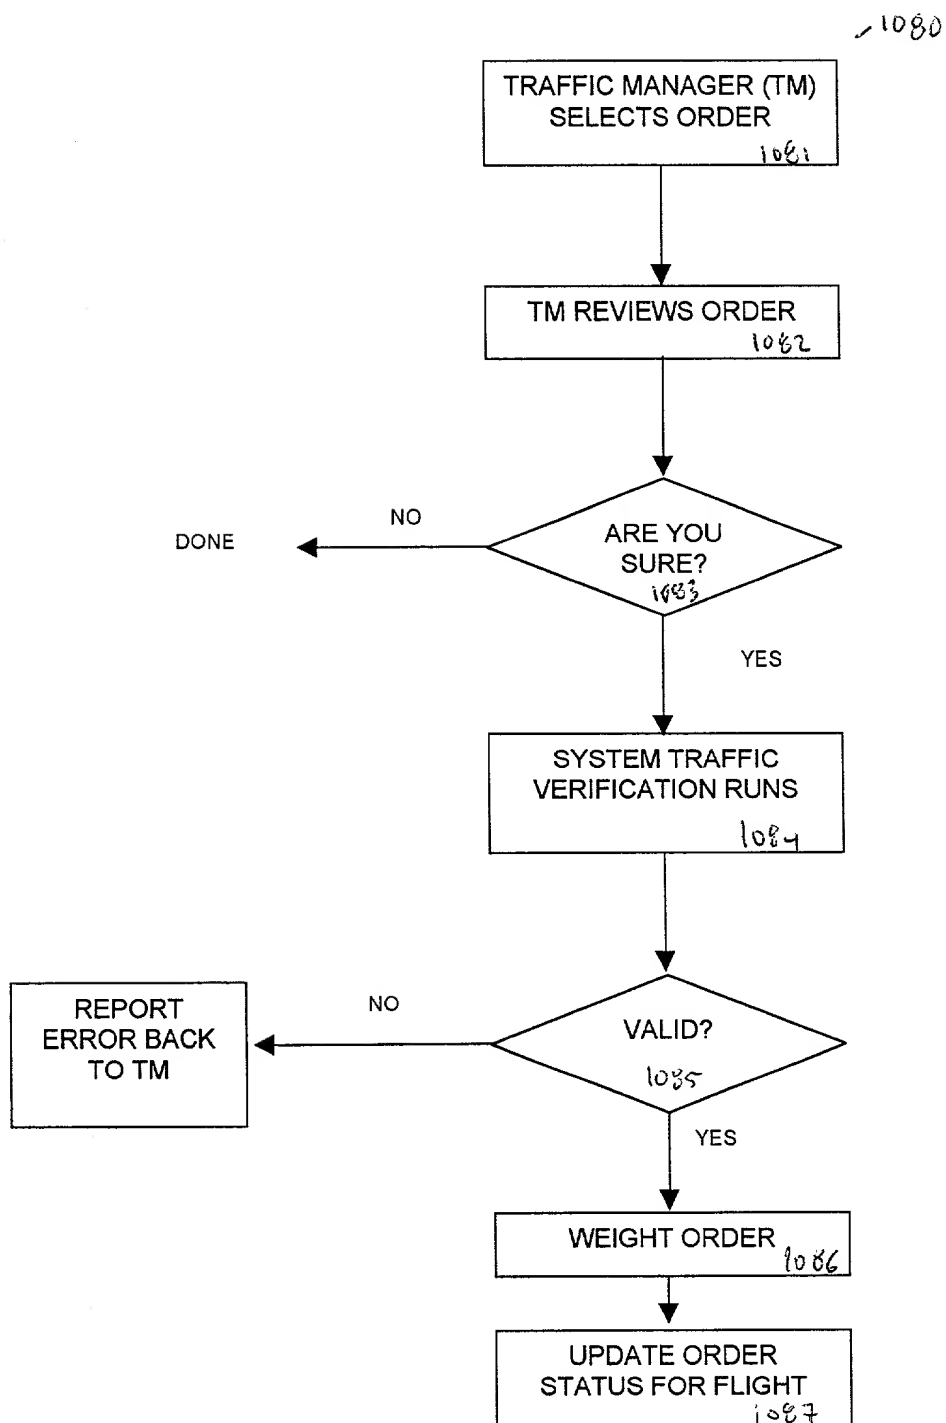 1080
TRAFFIC MANAGER (TM)
SELECTS ORDER
1081
TM REVIEWS ORDER
1082
NO
DONE
ARE YOU
SURE?
1083
YES
SYSTEM TRAFFIC
VERIFICATION RUNS
1084
REPORT
ERROR BACK
TO TM
NO
VALID?
1085
YES
WEIGHT ORDER
1086
UPDATE ORDER
STATUS FOR FLIGHT
1087